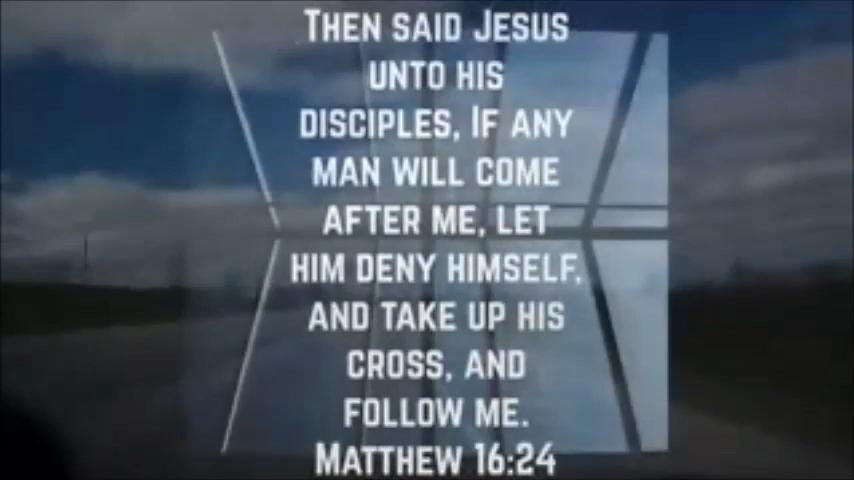 Then said Jesus
unto his
disciples, If any
man will come
after me, let
him deny himself,
and take up his
cross, and
follow me.
Matthew 16:24